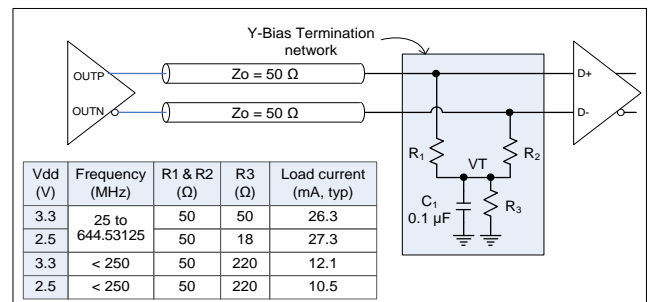 Y-Bias Termination
network
OUTP
Zo = 50 Ω
D+
OUTN
Zo = 50 Ω
D-
R1
VT
R2
C1
0.1 µF
R3
Vdd
(V)
Frequency
(MHz)
R1 & R2
(Ω)
R3
(Ω)
Load current
(mA, typ)
3.3
25 to
644.53125
50
50
26.3
2.5
50
18
27.3
3.3
< 250
50
220
12.1
2.5
< 250
50
220
10.5